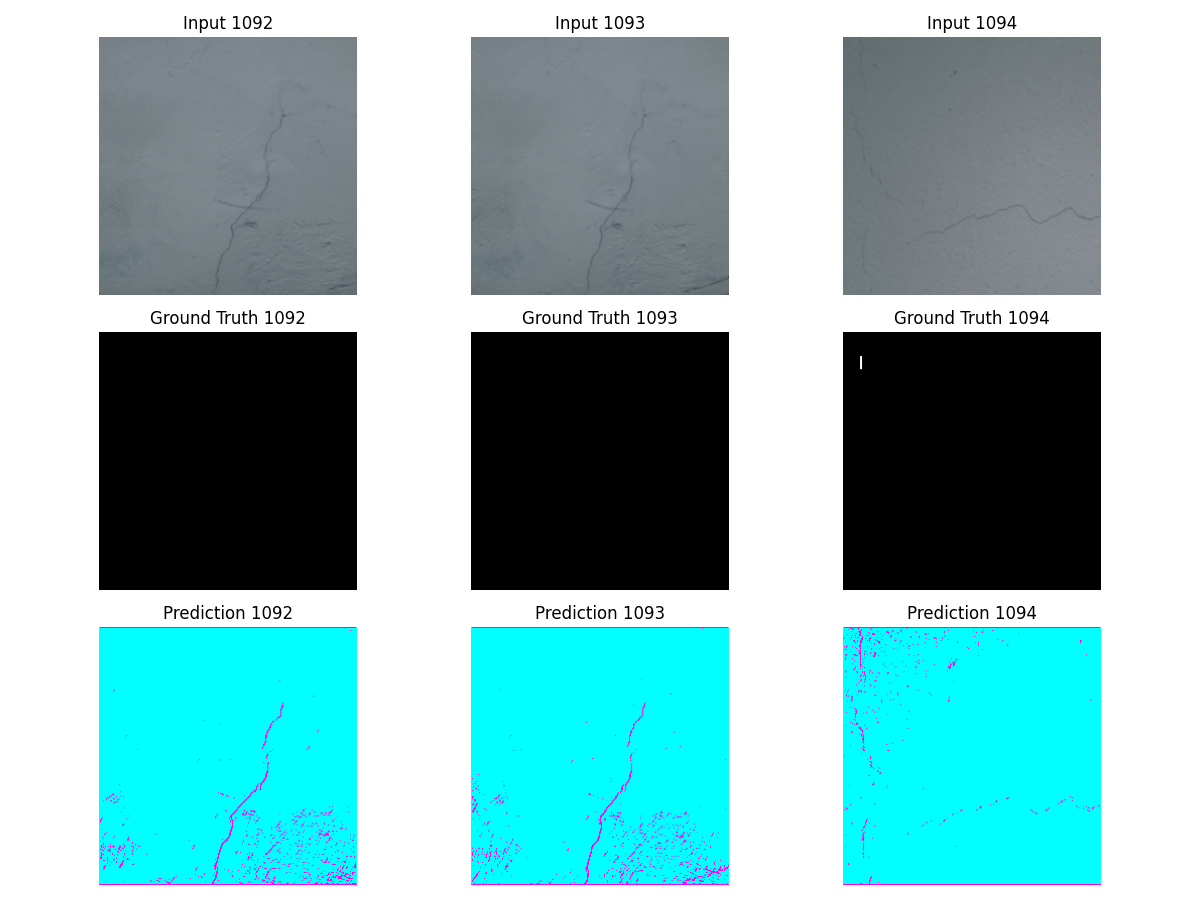 Input 1092
Input 1093
Input 1094
Ground Truth 1092
Ground Truth 1093
Ground Truth 1094
Prediction 1092
Prediction 1093
Prediction 1094